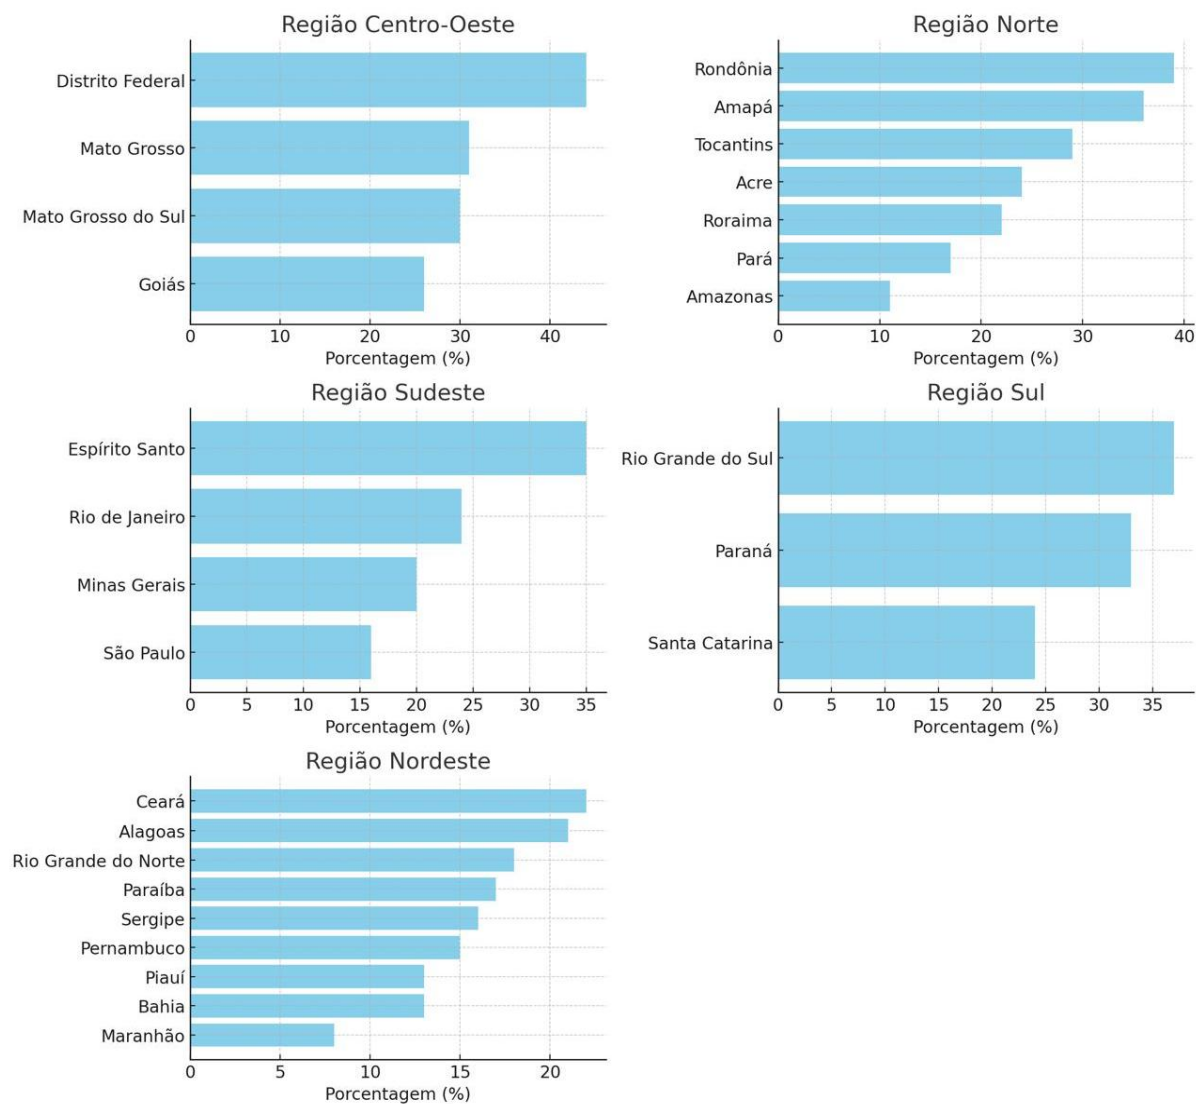 Região Centro-Oeste
Distrito Federal
Mato Grosso
Mato Grosso do Sul
Goiás
0 10 20 30 40
Porcentagem (%)
Região Norte
Rondônia
Amapá
Tocantins
Acre
Roraima
Pará
Amazonas
0 10 20 30 40
Porcentagem (%)
Região Sudeste
Espírito Santo
Rio de Janeiro
Minas Gerais
São Paulo
0 5 10 15 20 25 30 35
Porcentagem (%)
Região Sul
Rio Grande do Sul
Paraná
Santa Catarina
0 5 10 15 20 25 30 35
Porcentagem (%)
Região Nordeste
Ceará
Alagoas
Rio Grande do Norte
Paraíba
Sergipe
Pernambuco
Piauí
Bahia
Maranhão
0 5 10 15 20
Porcentagem (%)